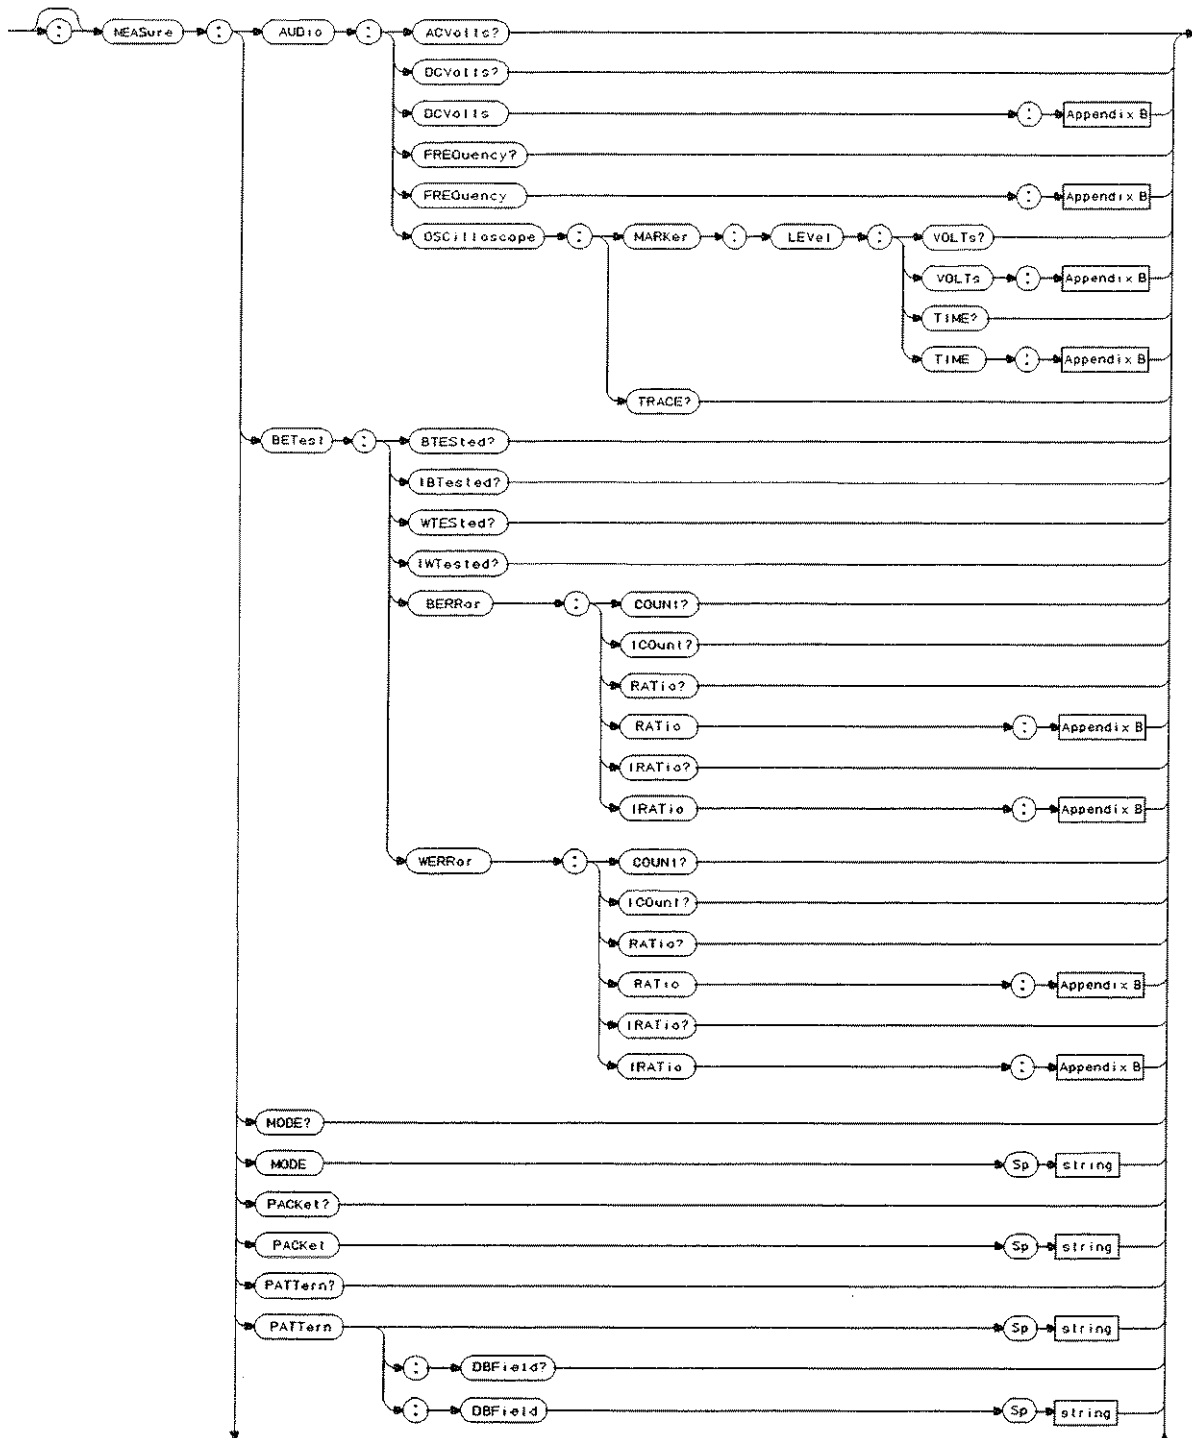 : MEASure : AUDio : ACVolts?
DCVolts?
DCVolts : Appendix B
FREQuency?
FREQuency : Appendix B
OSCilloscope : MARKer : LEVel : VOLTs?
VOLTs : Appendix B
TIME?
TIME : Appendix B
TRACE?
BETest : BTESted?
IBTested?
WTESted?
IWTested?
BERRor : COUNt?
ICOunt?
RATio?
RATio : Appendix B
IRATio?
IRATio : Appendix B
WERRor : COUNt?
ICOunt?
RATio?
RATio : Appendix B
IRATio?
IRATio : Appendix B
MODE?
MODE Sp string
PACKet?
PACKet Sp string
PATTern?
PATTern Sp string
: DBField?
: DBField Sp string